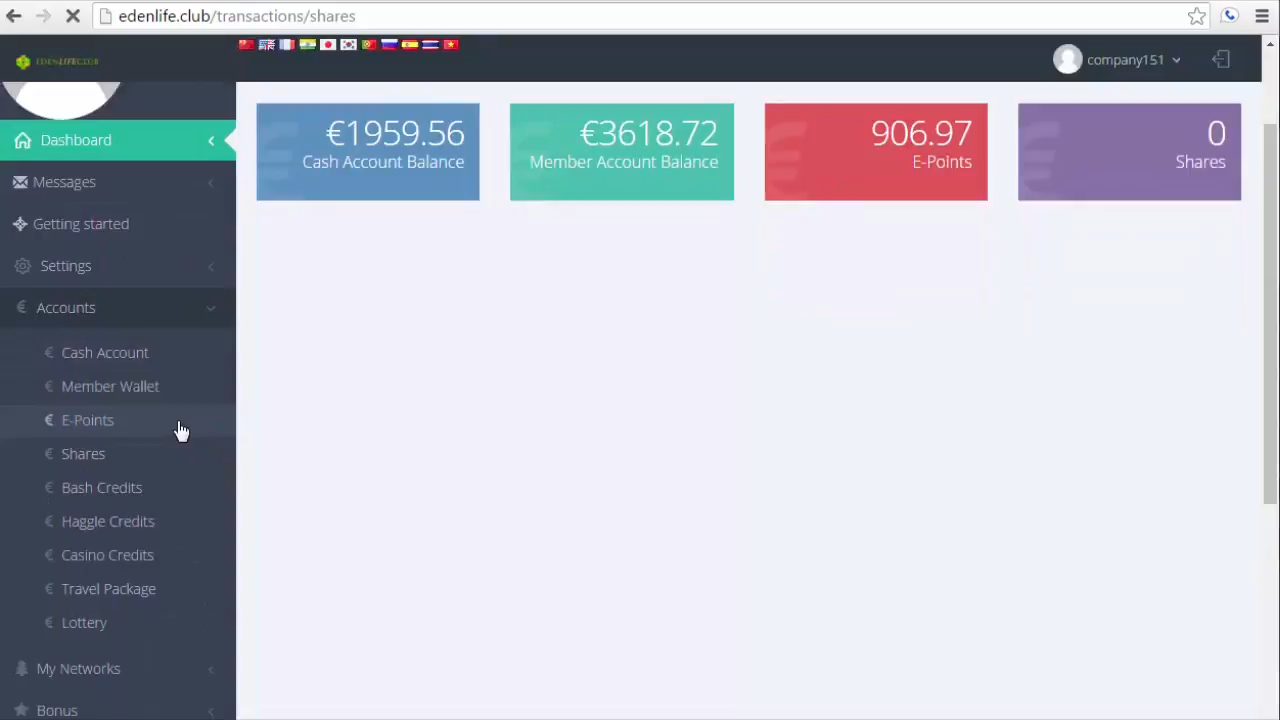 edenlife.club/transactions/shares
EDENLIFECLUB
company151
Dashboard
Messages
Getting started
Settings
€ Accounts
€ Cash Account
€ Member Wallet
€ E-Points
€ Shares
€ Bash Credits
€ Haggle Credits
€ Casino Credits
€ Travel Package
€ Lottery
My Networks
Bonus
€1959.56
Cash Account Balance
€3618.72
Member Account Balance
906.97
E-Points
0
Shares